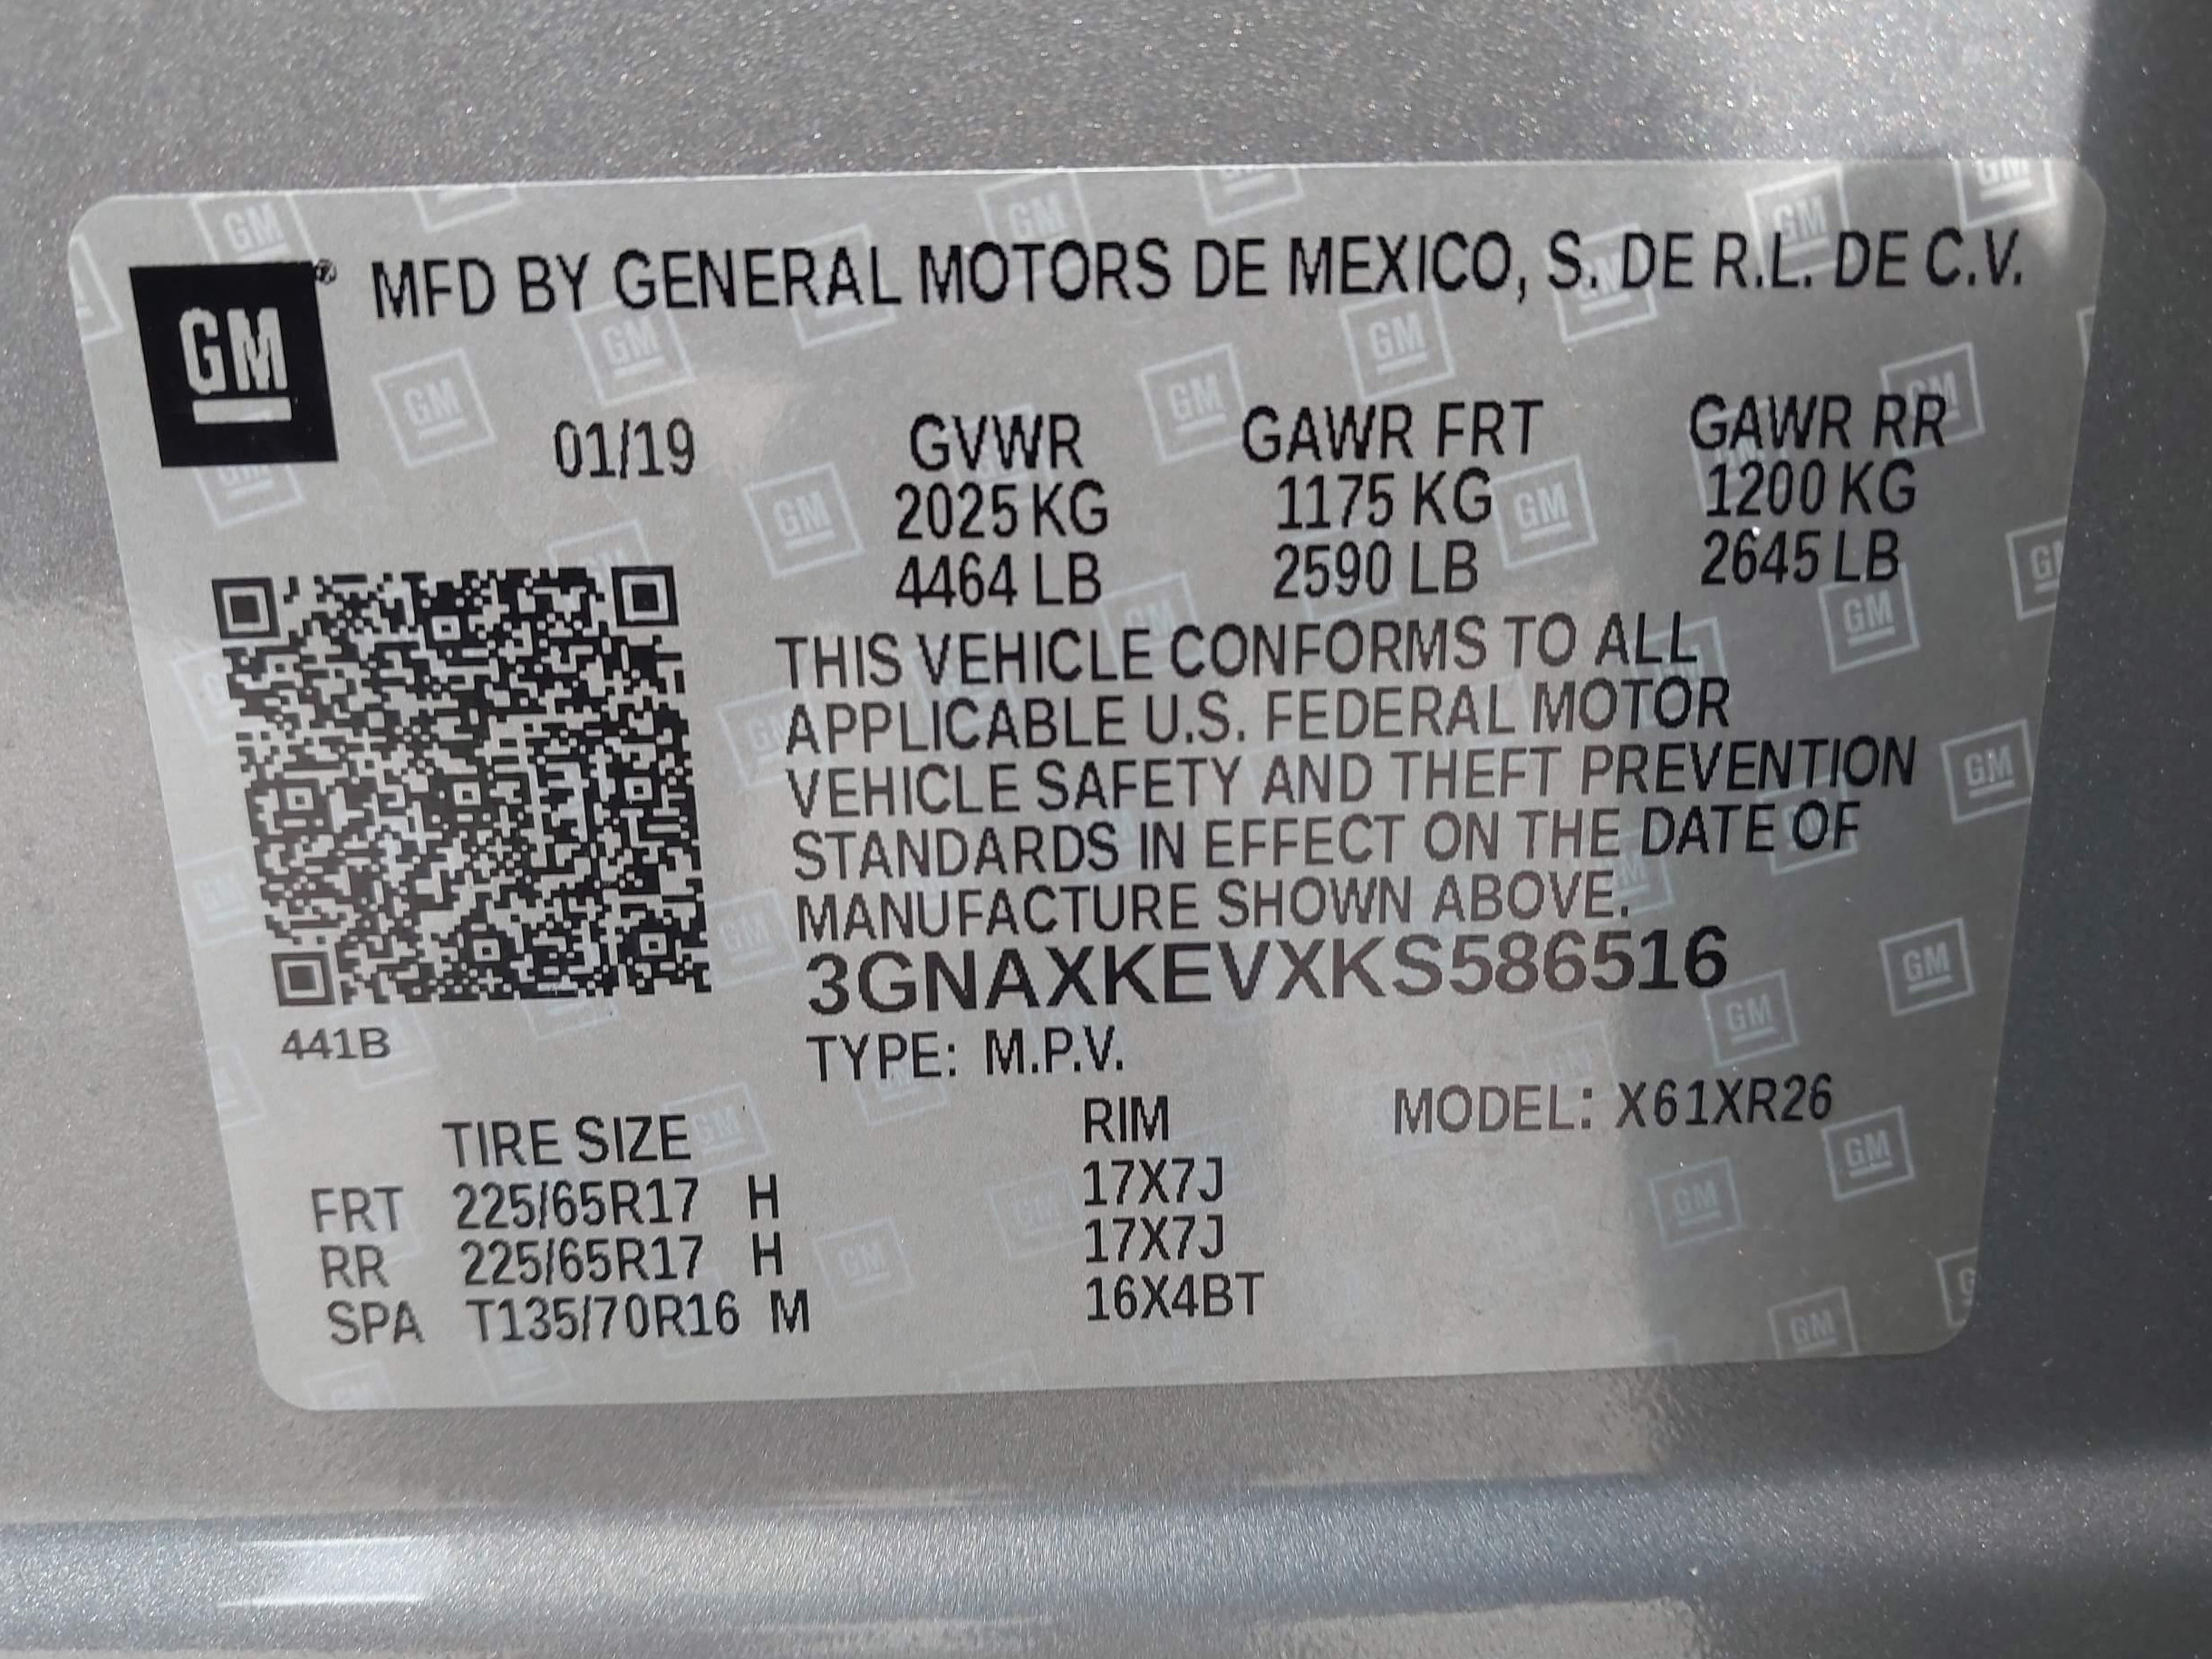 GM® MFD BY GENERAL MOTORS DE MEXICO, S. DE R.L. DE C.V.
01/19 GVWR GAWR FRT GAWR RR
2025 KG 1175 KG 1200 KG
4464 LB 2590 LB 2645 LB
THIS VEHICLE CONFORMS TO ALL
APPLICABLE U.S. FEDERAL MOTOR
VEHICLE SAFETY AND THEFT PREVENTION
STANDARDS IN EFFECT ON THE DATE OF
MANUFACTURE SHOWN ABOVE.
3GNAXKEVXKS586516
441B TYPE: M.P.V.
TIRE SIZE RIM MODEL: X61XR26
FRT 225/65R17 H 17X7J
RR 225/65R17 H 17X7J
SPA T135/70R16 M 16X4BT